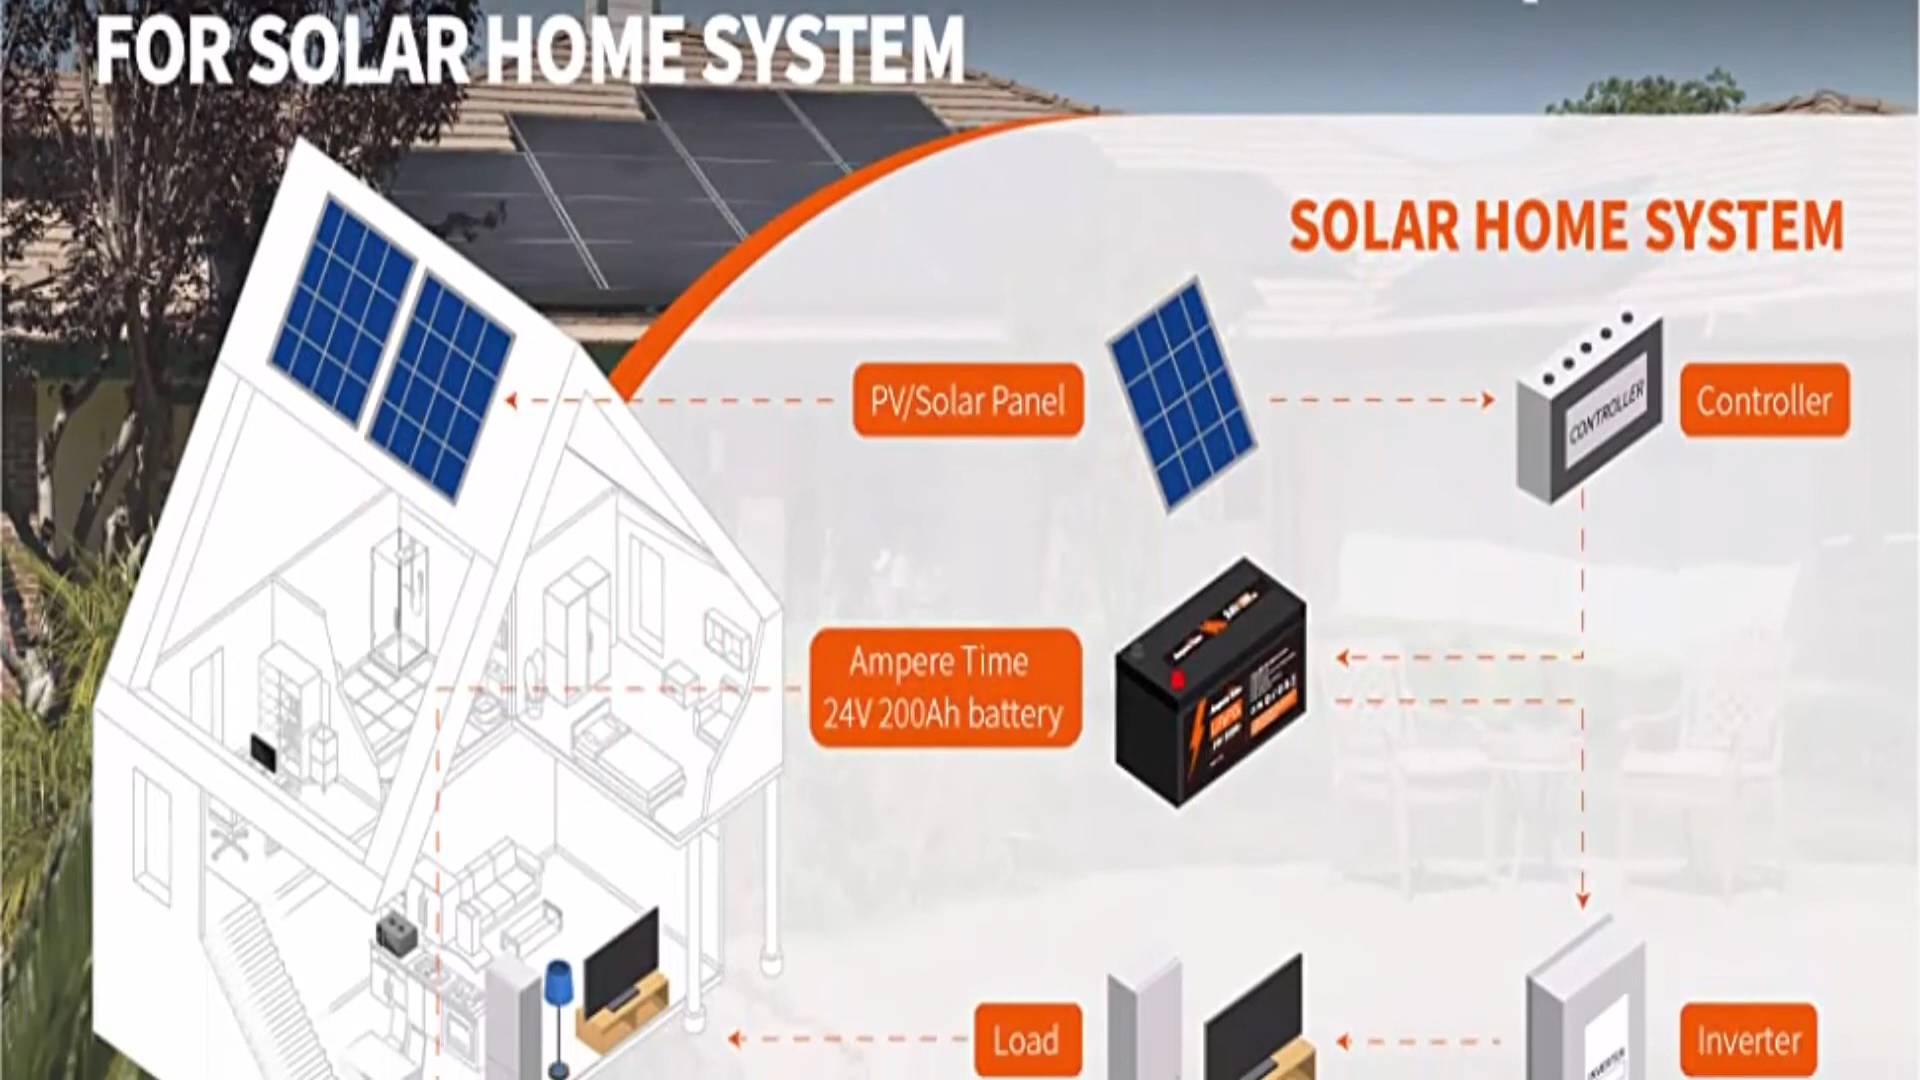 FOR SOLAR HOME SYSTEM
SOLAR HOME SYSTEM
PV/Solar Panel
CONTROLLER
Controller
Ampere Time
24V 200Ah battery
Load
INVERTER
Inverter